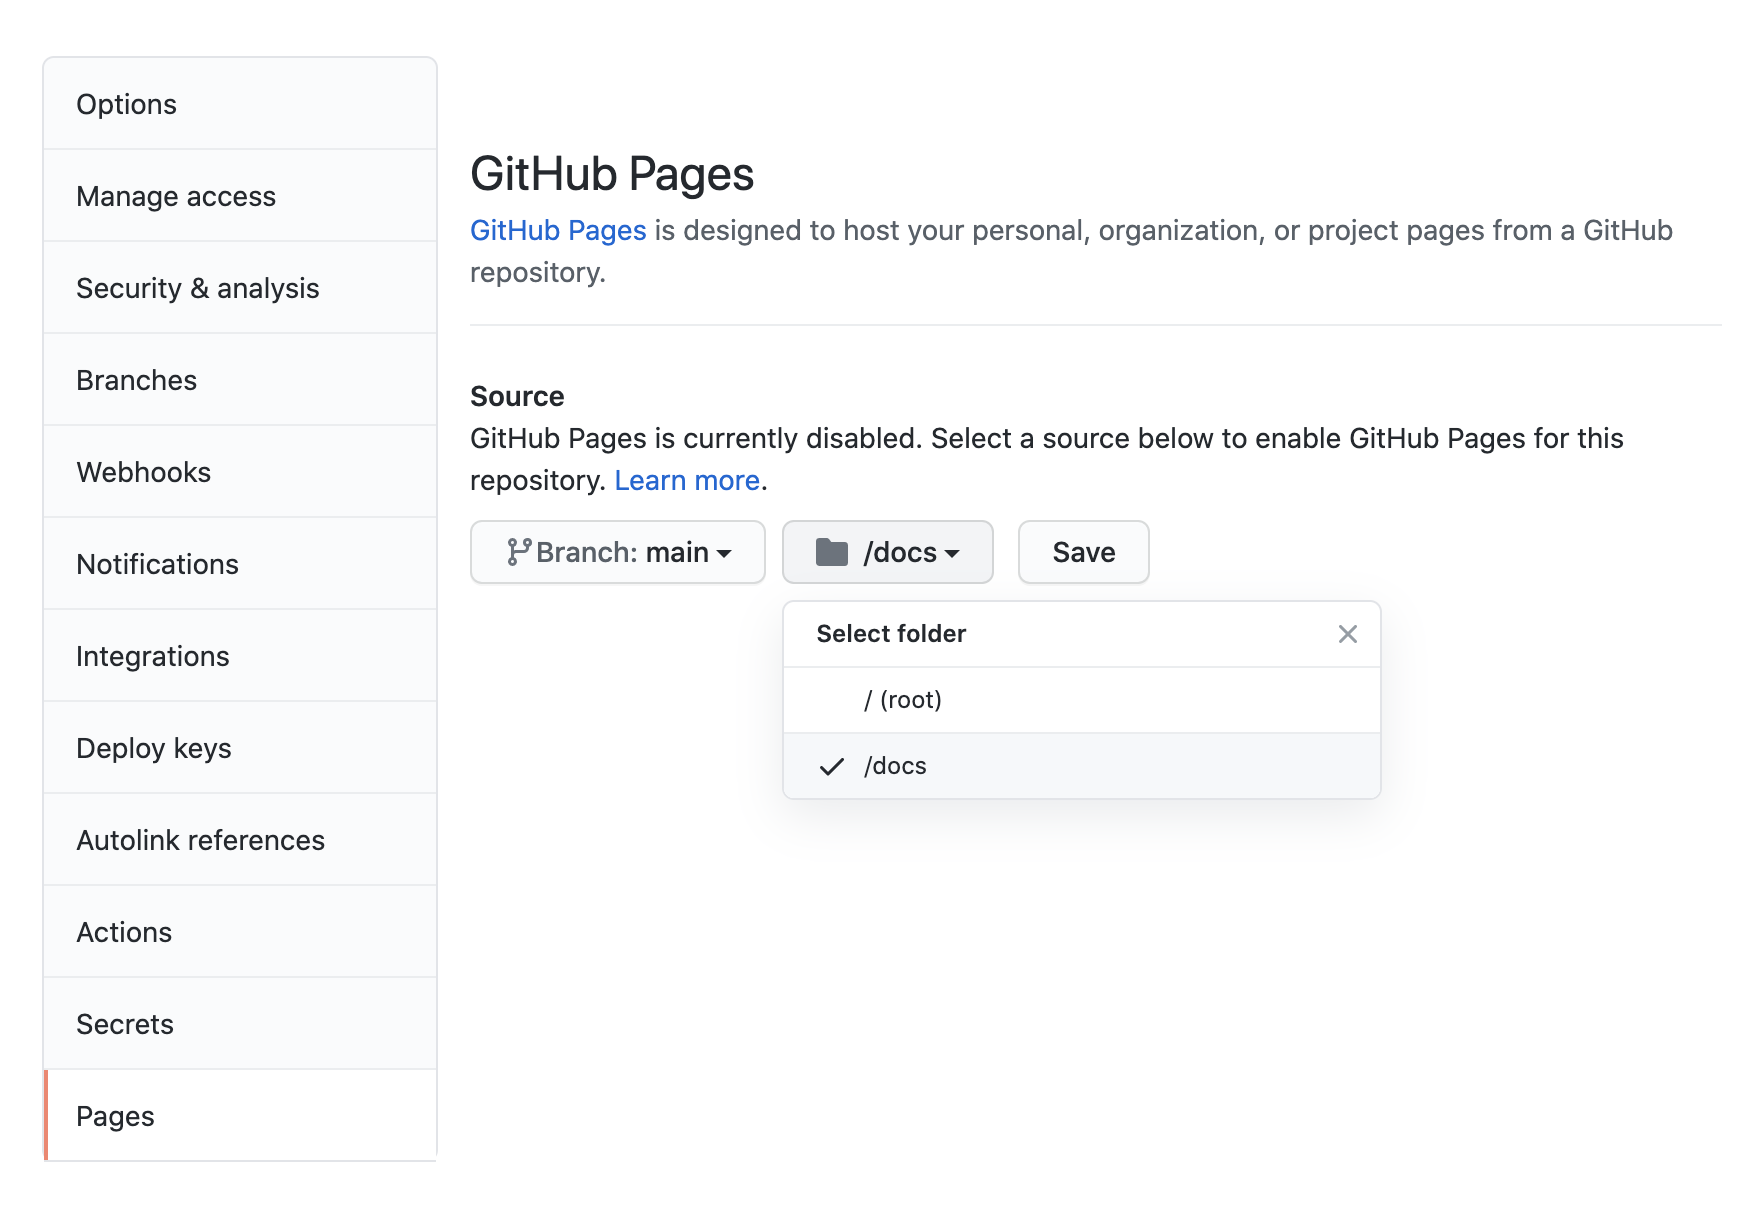 Options
Manage access
Security & analysis
Branches
Webhooks
Notifications
Integrations
Deploy keys
Autolink references
Actions
Secrets
Pages
GitHub Pages
GitHub Pages is designed to host your personal, organization, or project pages from a GitHub
repository.
Source
GitHub Pages is currently disabled. Select a source below to enable GitHub Pages for this
repository. Learn more.
Branch: main
/docs
Save
Select folder
/ (root)
/docs